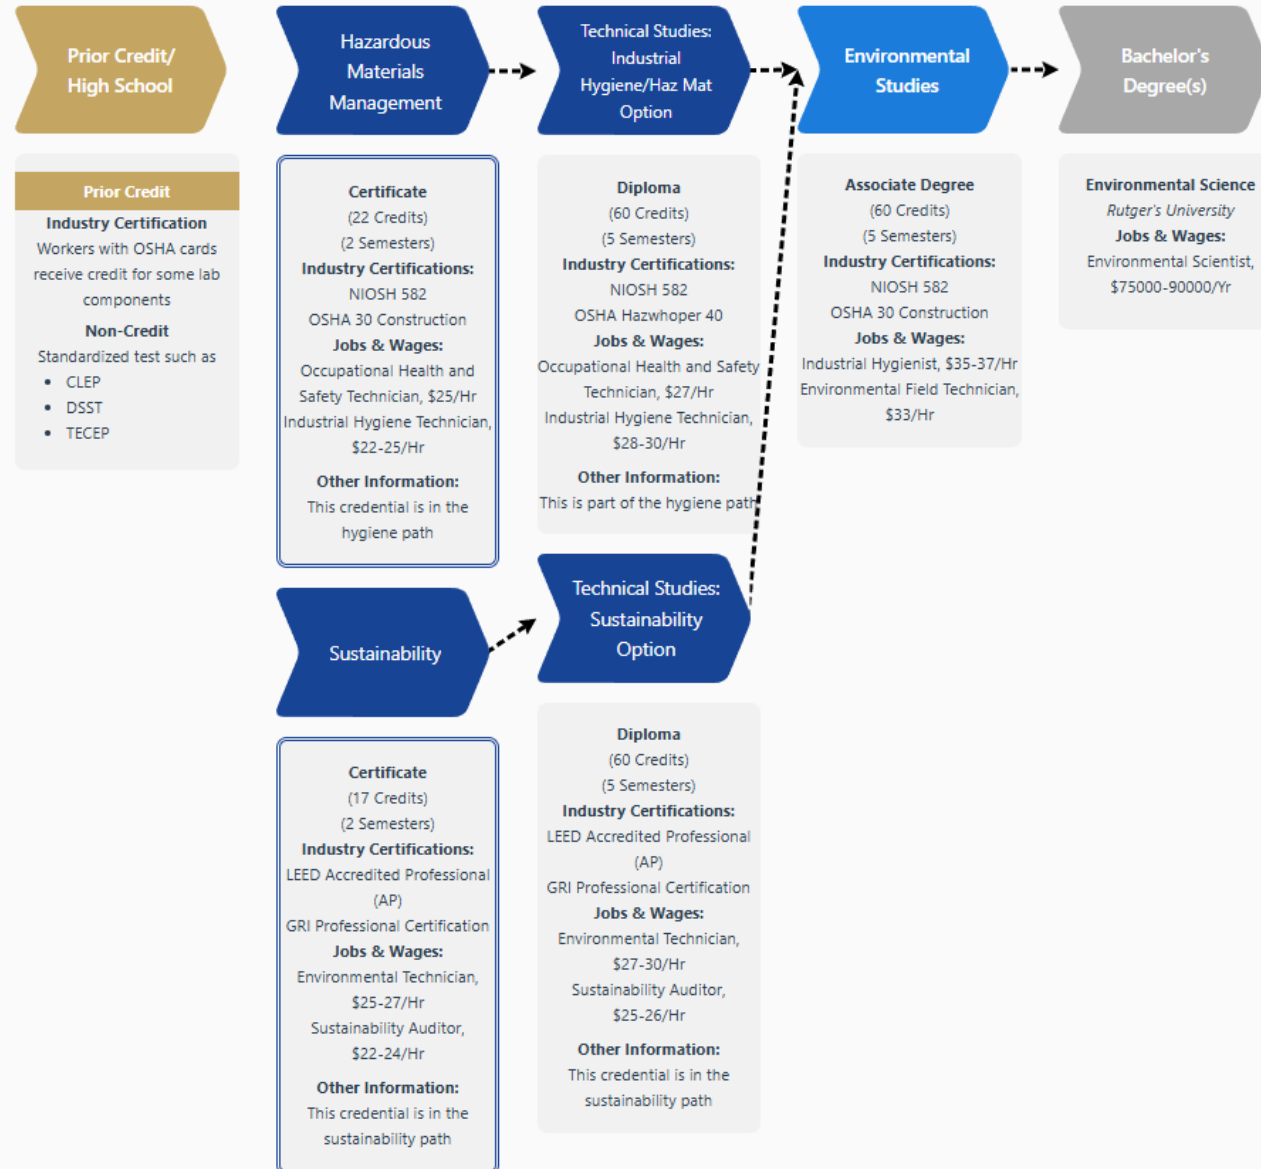 Prior Credit/
High School
Prior Credit
Industry Certification
Workers with OSHA cards
receive credit for some lab
components
Non-Credit
Standardized test such as
• CLEP
• DSST
• TECEP
Hazardous
Materials
Management
Certificate
(22 Credits)
(2 Semesters)
Industry Certifications:
NIOSH 582
OSHA 30 Construction
Jobs & Wages:
Occupational Health and
Safety Technician, $25/Hr
Industrial Hygiene Technician,
$22-25/Hr
Other Information:
This credential is in the
hygiene path
Sustainability
Certificate
(17 Credits)
(2 Semesters)
Industry Certifications:
LEED Accredited Professional
(AP)
GRI Professional Certification
Jobs & Wages:
Environmental Technician,
$25-27/Hr
Sustainability Auditor,
$22-24/Hr
Other Information:
This credential is in the
sustainability path
Technical Studies:
Industrial
Hygiene/Haz Mat
Option
Diploma
(60 Credits)
(5 Semesters)
Industry Certifications:
NIOSH 582
OSHA Hazwhoper 40
Jobs & Wages:
Occupational Health and Safety
Technician, $27/Hr
Industrial Hygiene Technician,
$28-30/Hr
Other Information:
This is part of the hygiene path
Technical Studies:
Sustainability
Option
Diploma
(60 Credits)
(5 Semesters)
Industry Certifications:
LEED Accredited Professional
(AP)
GRI Professional Certification
Jobs & Wages:
Environmental Technician,
$27-30/Hr
Sustainability Auditor,
$25-26/Hr
Other Information:
This credential is in the
sustainability path
Environmental
Studies
Associate Degree
(60 Credits)
(5 Semesters)
Industry Certifications:
NIOSH 582
OSHA 30 Construction
Jobs & Wages:
Industrial Hygienist, $35-37/Hr
Environmental Field Technician,
$33/Hr
Bachelor's
Degree(s)
Environmental Science
Rutger's University
Jobs & Wages:
Environmental Scientist,
$75000-90000/Yr